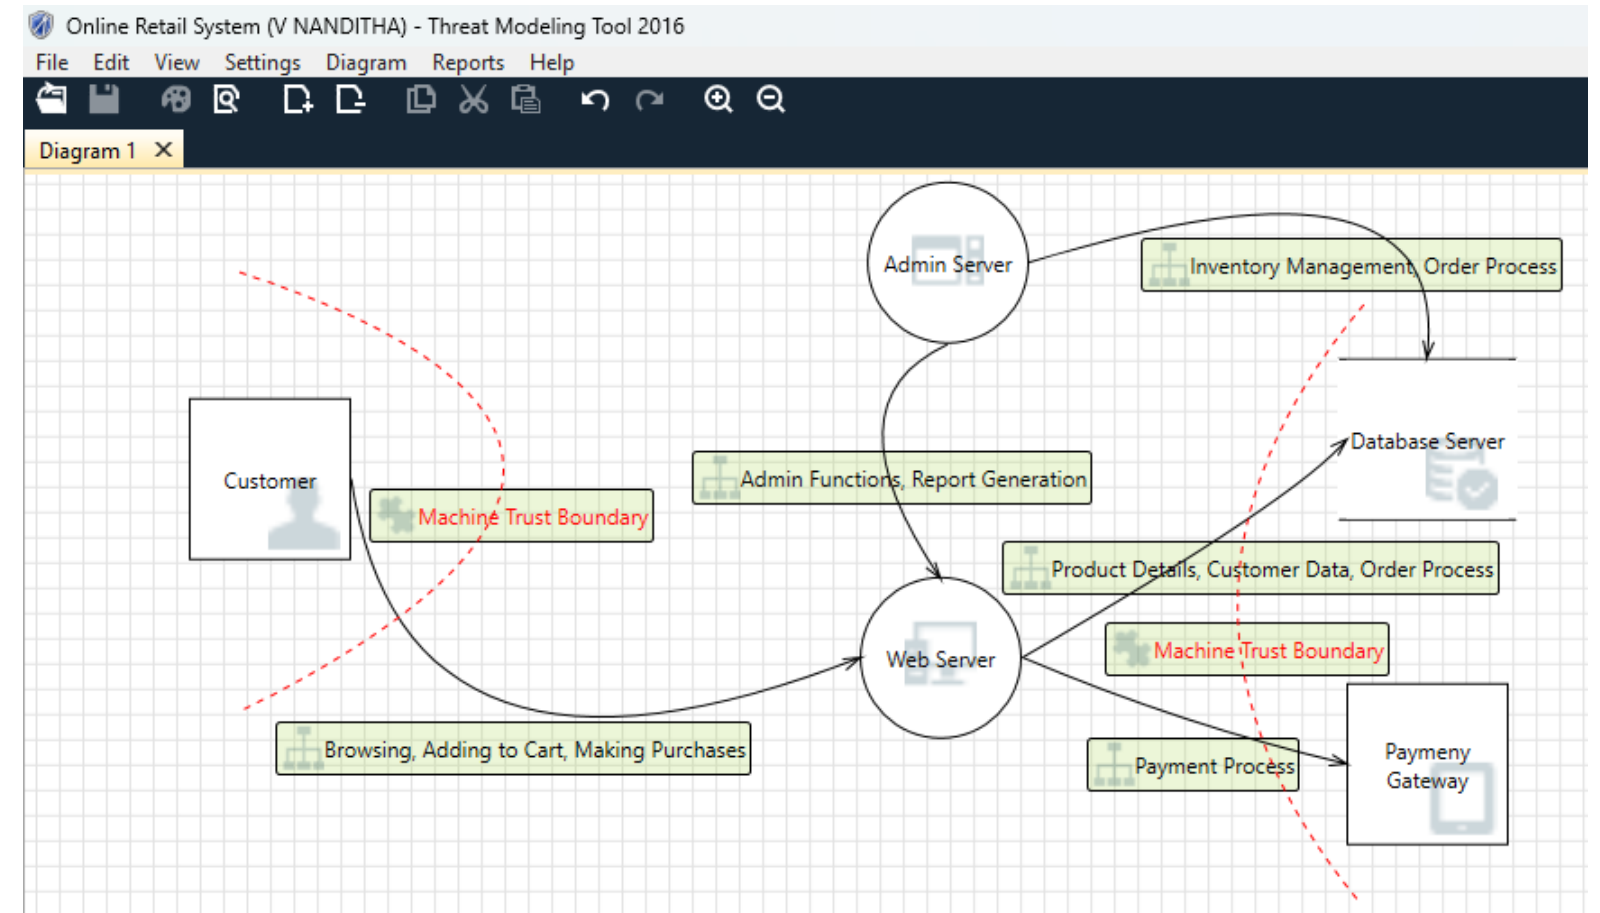 Online Retail System (V NANDITHA) - Threat Modeling Tool 2016
File Edit View Settings Diagram Reports Help
Diagram 1
Admin Server
Inventory Management, Order Process
Customer
Machine Trust Boundary
Admin Functions, Report Generation
Database Server
Product Details, Customer Data, Order Process
Web Server
Machine Trust Boundary
Browsing, Adding to Cart, Making Purchases
Payment Process
Paymeny
Gateway